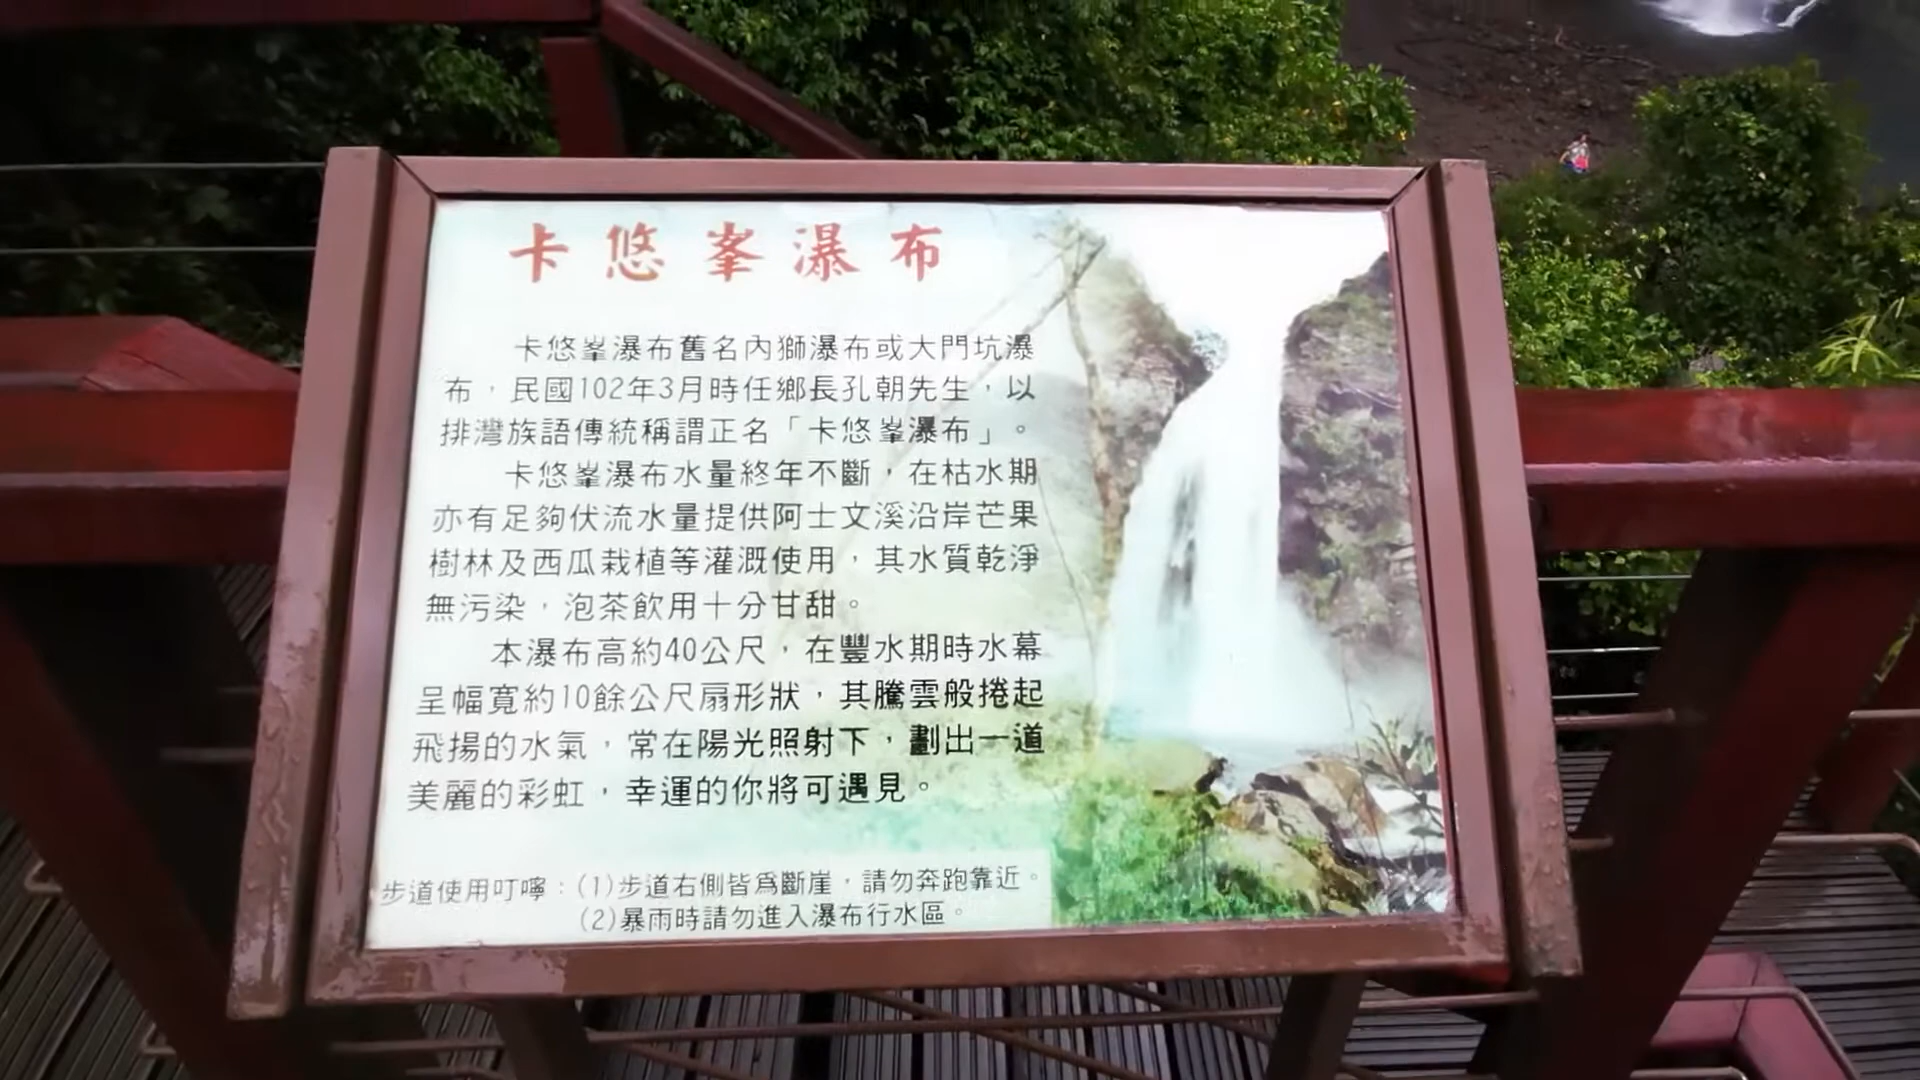 卡悠峯瀑布
卡悠峯瀑布舊名內獅瀑布或大門坑瀑
布，民國102年3月時任鄉長孔朝先生，以
排灣族語傳統稱謂正名「卡悠峯瀑布」。
卡悠峯瀑布水量終年不斷，在枯水期
亦有足夠伏流水量提供阿士文溪沿岸芒果
樹林及西瓜栽植等灌溉使用，其水質乾淨
無污染，泡茶飲用十分甘甜。
本瀑布高約40公尺，在豐水期時水幕
呈幅寬約10餘公尺扇形狀，其騰雲般捲起
飛揚的水氣，常在陽光照射下，劃出一道
美麗的彩虹，幸運的你將可遇見。
步道使用叮嚀：(1)步道右側皆為斷崖，請勿奔跑靠近。
(2)暴雨時請勿進入瀑布行水區。